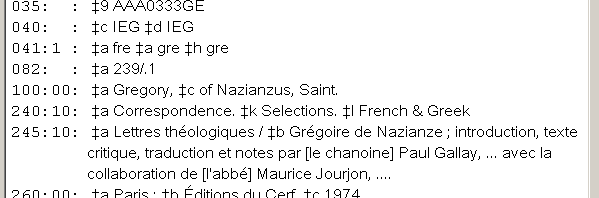 035: : ‡9 AAA0333GE
040: : ‡c IEG ‡d IEG
041:1 : ‡a fre ‡a gre ‡h gre
082: : ‡a 239/.1
100:00: ‡a Gregory, ‡c of Nazianzus, Saint.
240:10: ‡a Correspondence. ‡k Selections. ‡l French & Greek
245:10: ‡a Lettres théologiques / ‡b Grégoire de Nazianze ; introduction, texte
critique, traduction et notes par [le chanoine] Paul Gallay, ... avec la
collaboration de [l'abbé] Maurice Jourjon, ....
260:00: ‡a Paris : ‡b Éditions du Cerf, ‡c 1974